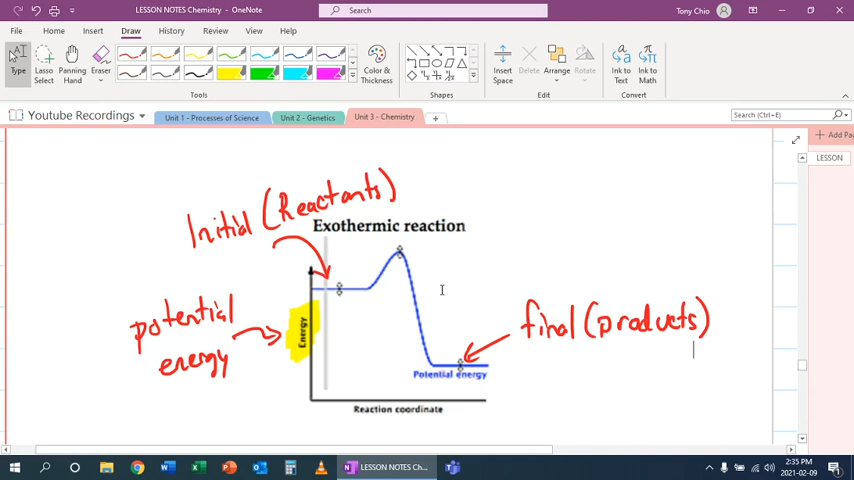 LESSON NOTES Chemistry - OneNote
Search
Tony Chio
File Home Insert Draw History Review View Help
Type
Lasso Select
Panning Hand
Eraser
Color & Thickness
Insert Space
Delete
Arrange
Rotate
Ink to Text
Ink to Math
Tools
Shapes
Edit
Convert
Youtube Recordings
Unit 1 - Processes of Science
Unit 2 - Genetics
Unit 3 - Chemistry
+
Search (Ctrl+E)
Add Pag
LESSON
Initial (Reactants)
Exothermic reaction
potential
energy
Energy
final (products)
Potential energy
Reaction coordinate
LESSON NOTES Che...
2:35 PM
2021-02-09
1